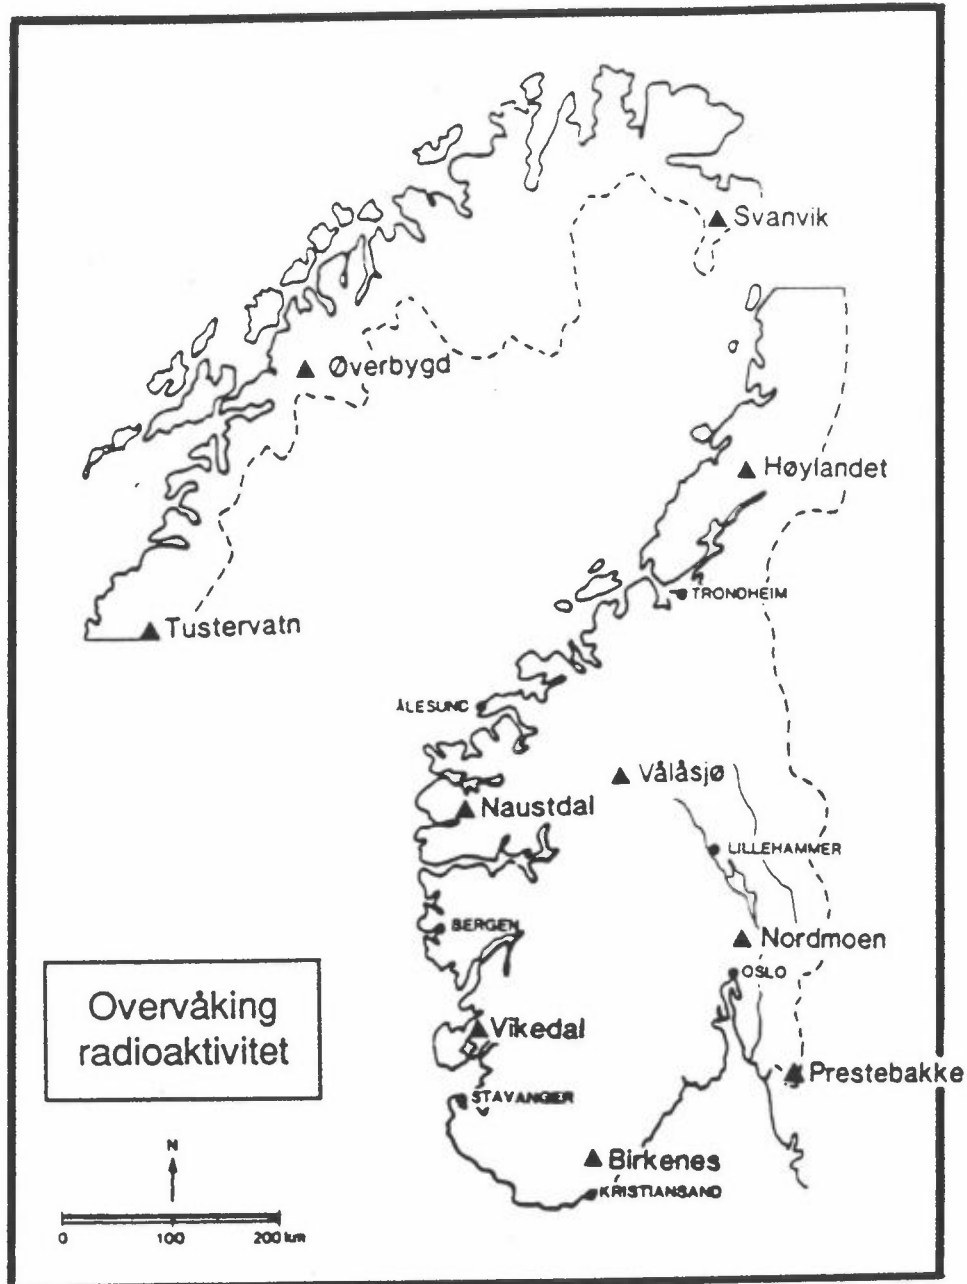 Svanvik
Øverbygd
Høylandet
TRONDHEIM
Tustervatn
ÅLESUND
Vålåsjø
Naustdal
LILLEHAMMER
BERGEN
Nordmoen
OSLO
Overvåking
radioaktivitet
Vikedal
Prestebakke
STAVANGER
N
Birkenes
KRISTIANSAND
0 100 200 km